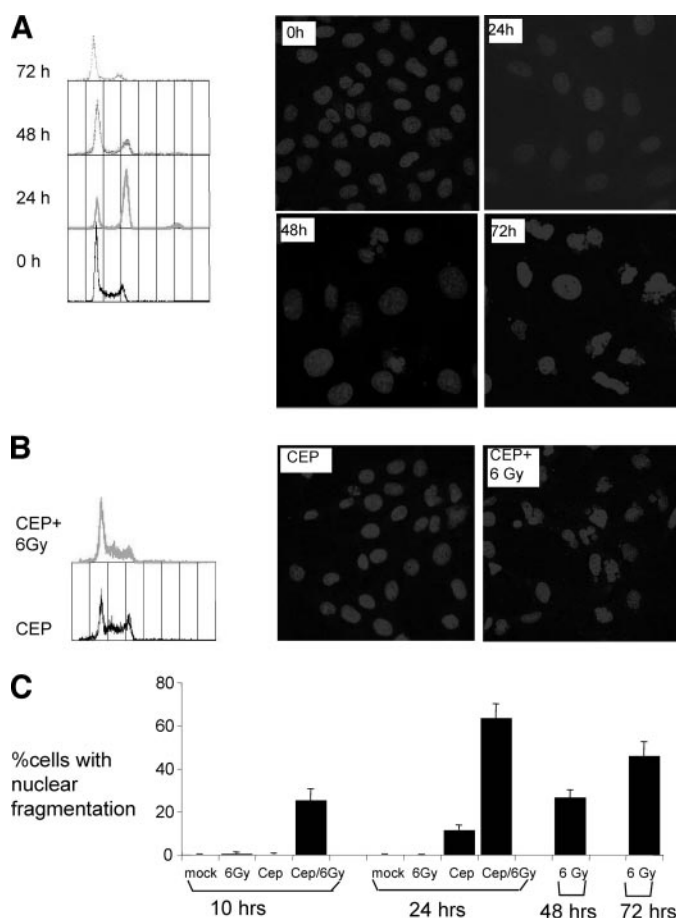 A
72 h
48 h
24 h
0 h
0h
24h
48h
72h
B
CEP+
6Gy
CEP
CEP
CEP+
6 Gy
C
%cells with
nuclear
fragmentation
80
60
40
20
0
mock 6Gy Cep Cep/6Gy mock 6Gy Cep Cep/6Gy 6 Gy 6 Gy
10 hrs 24 hrs 48 hrs 72 hrs